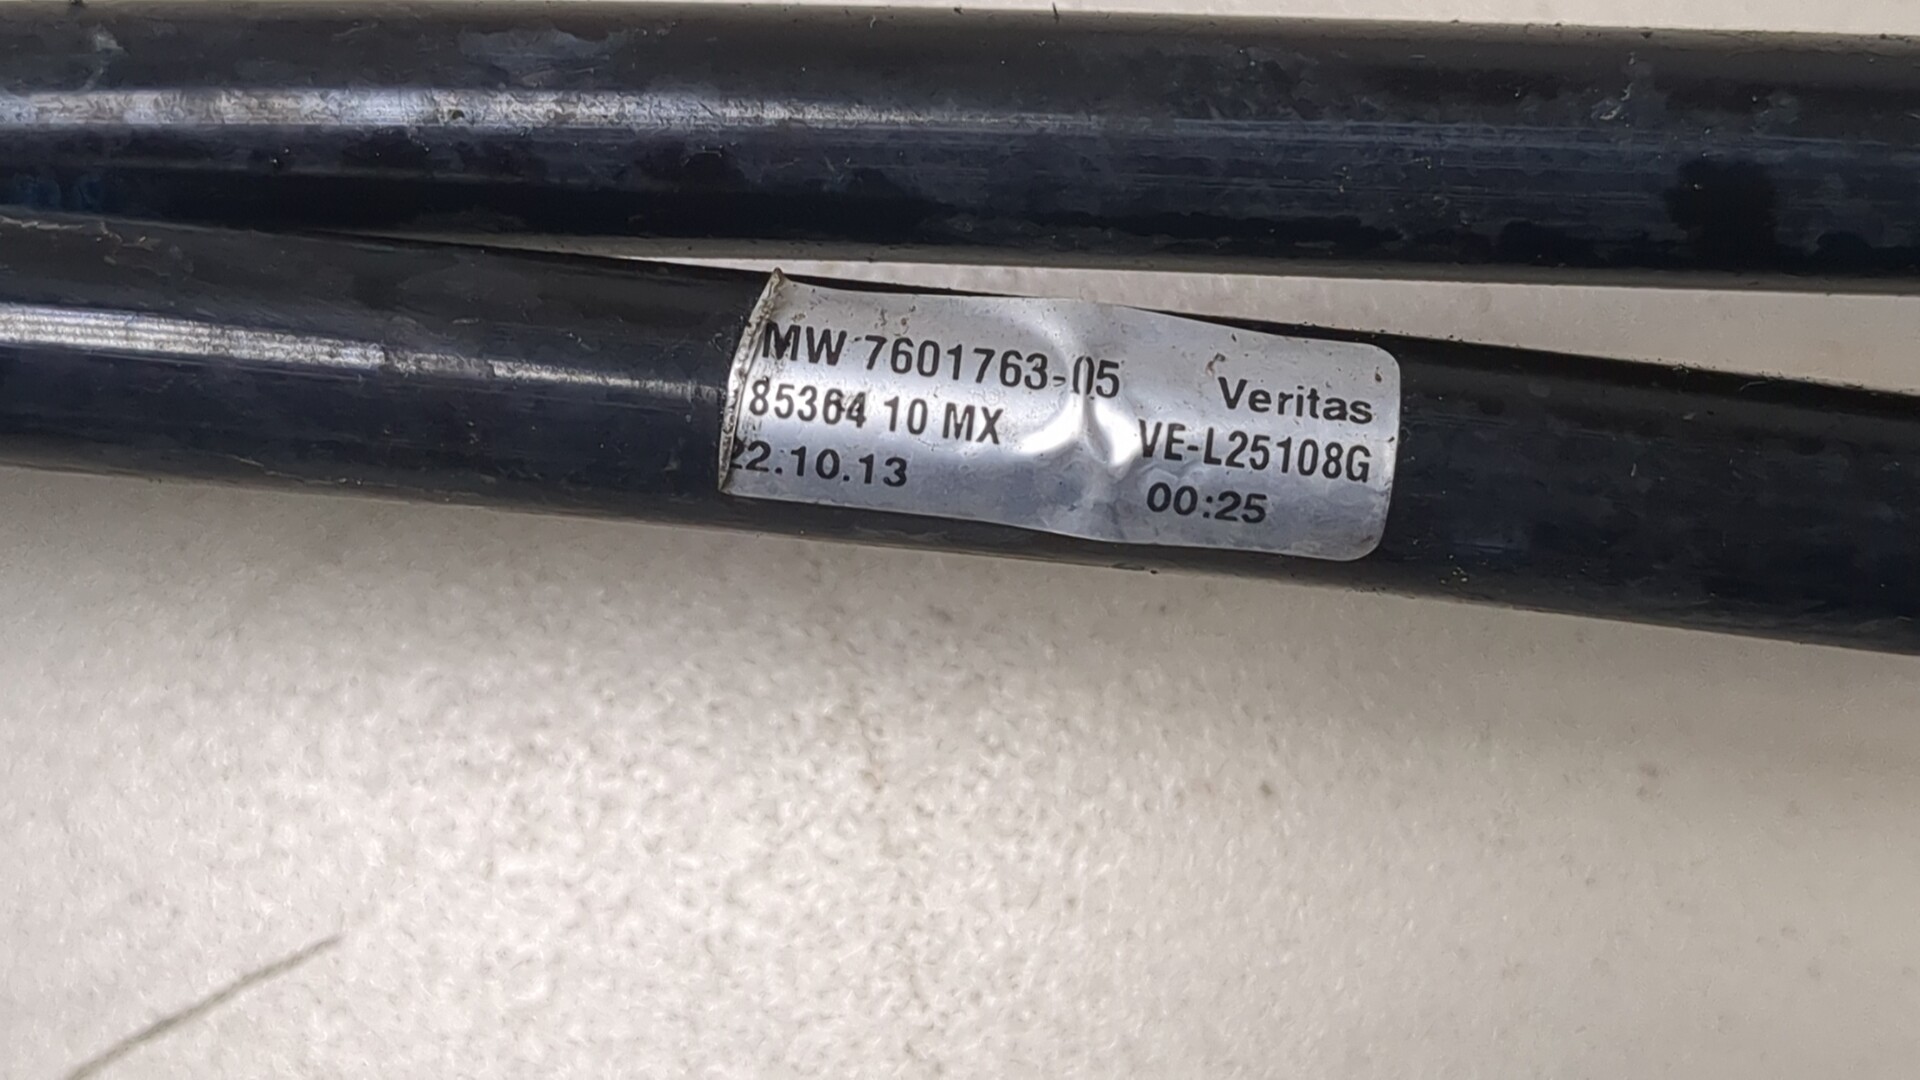 MW 7601763-05
Veritas
85364 10 MX
VE-L25108G
22.10.13
00:25